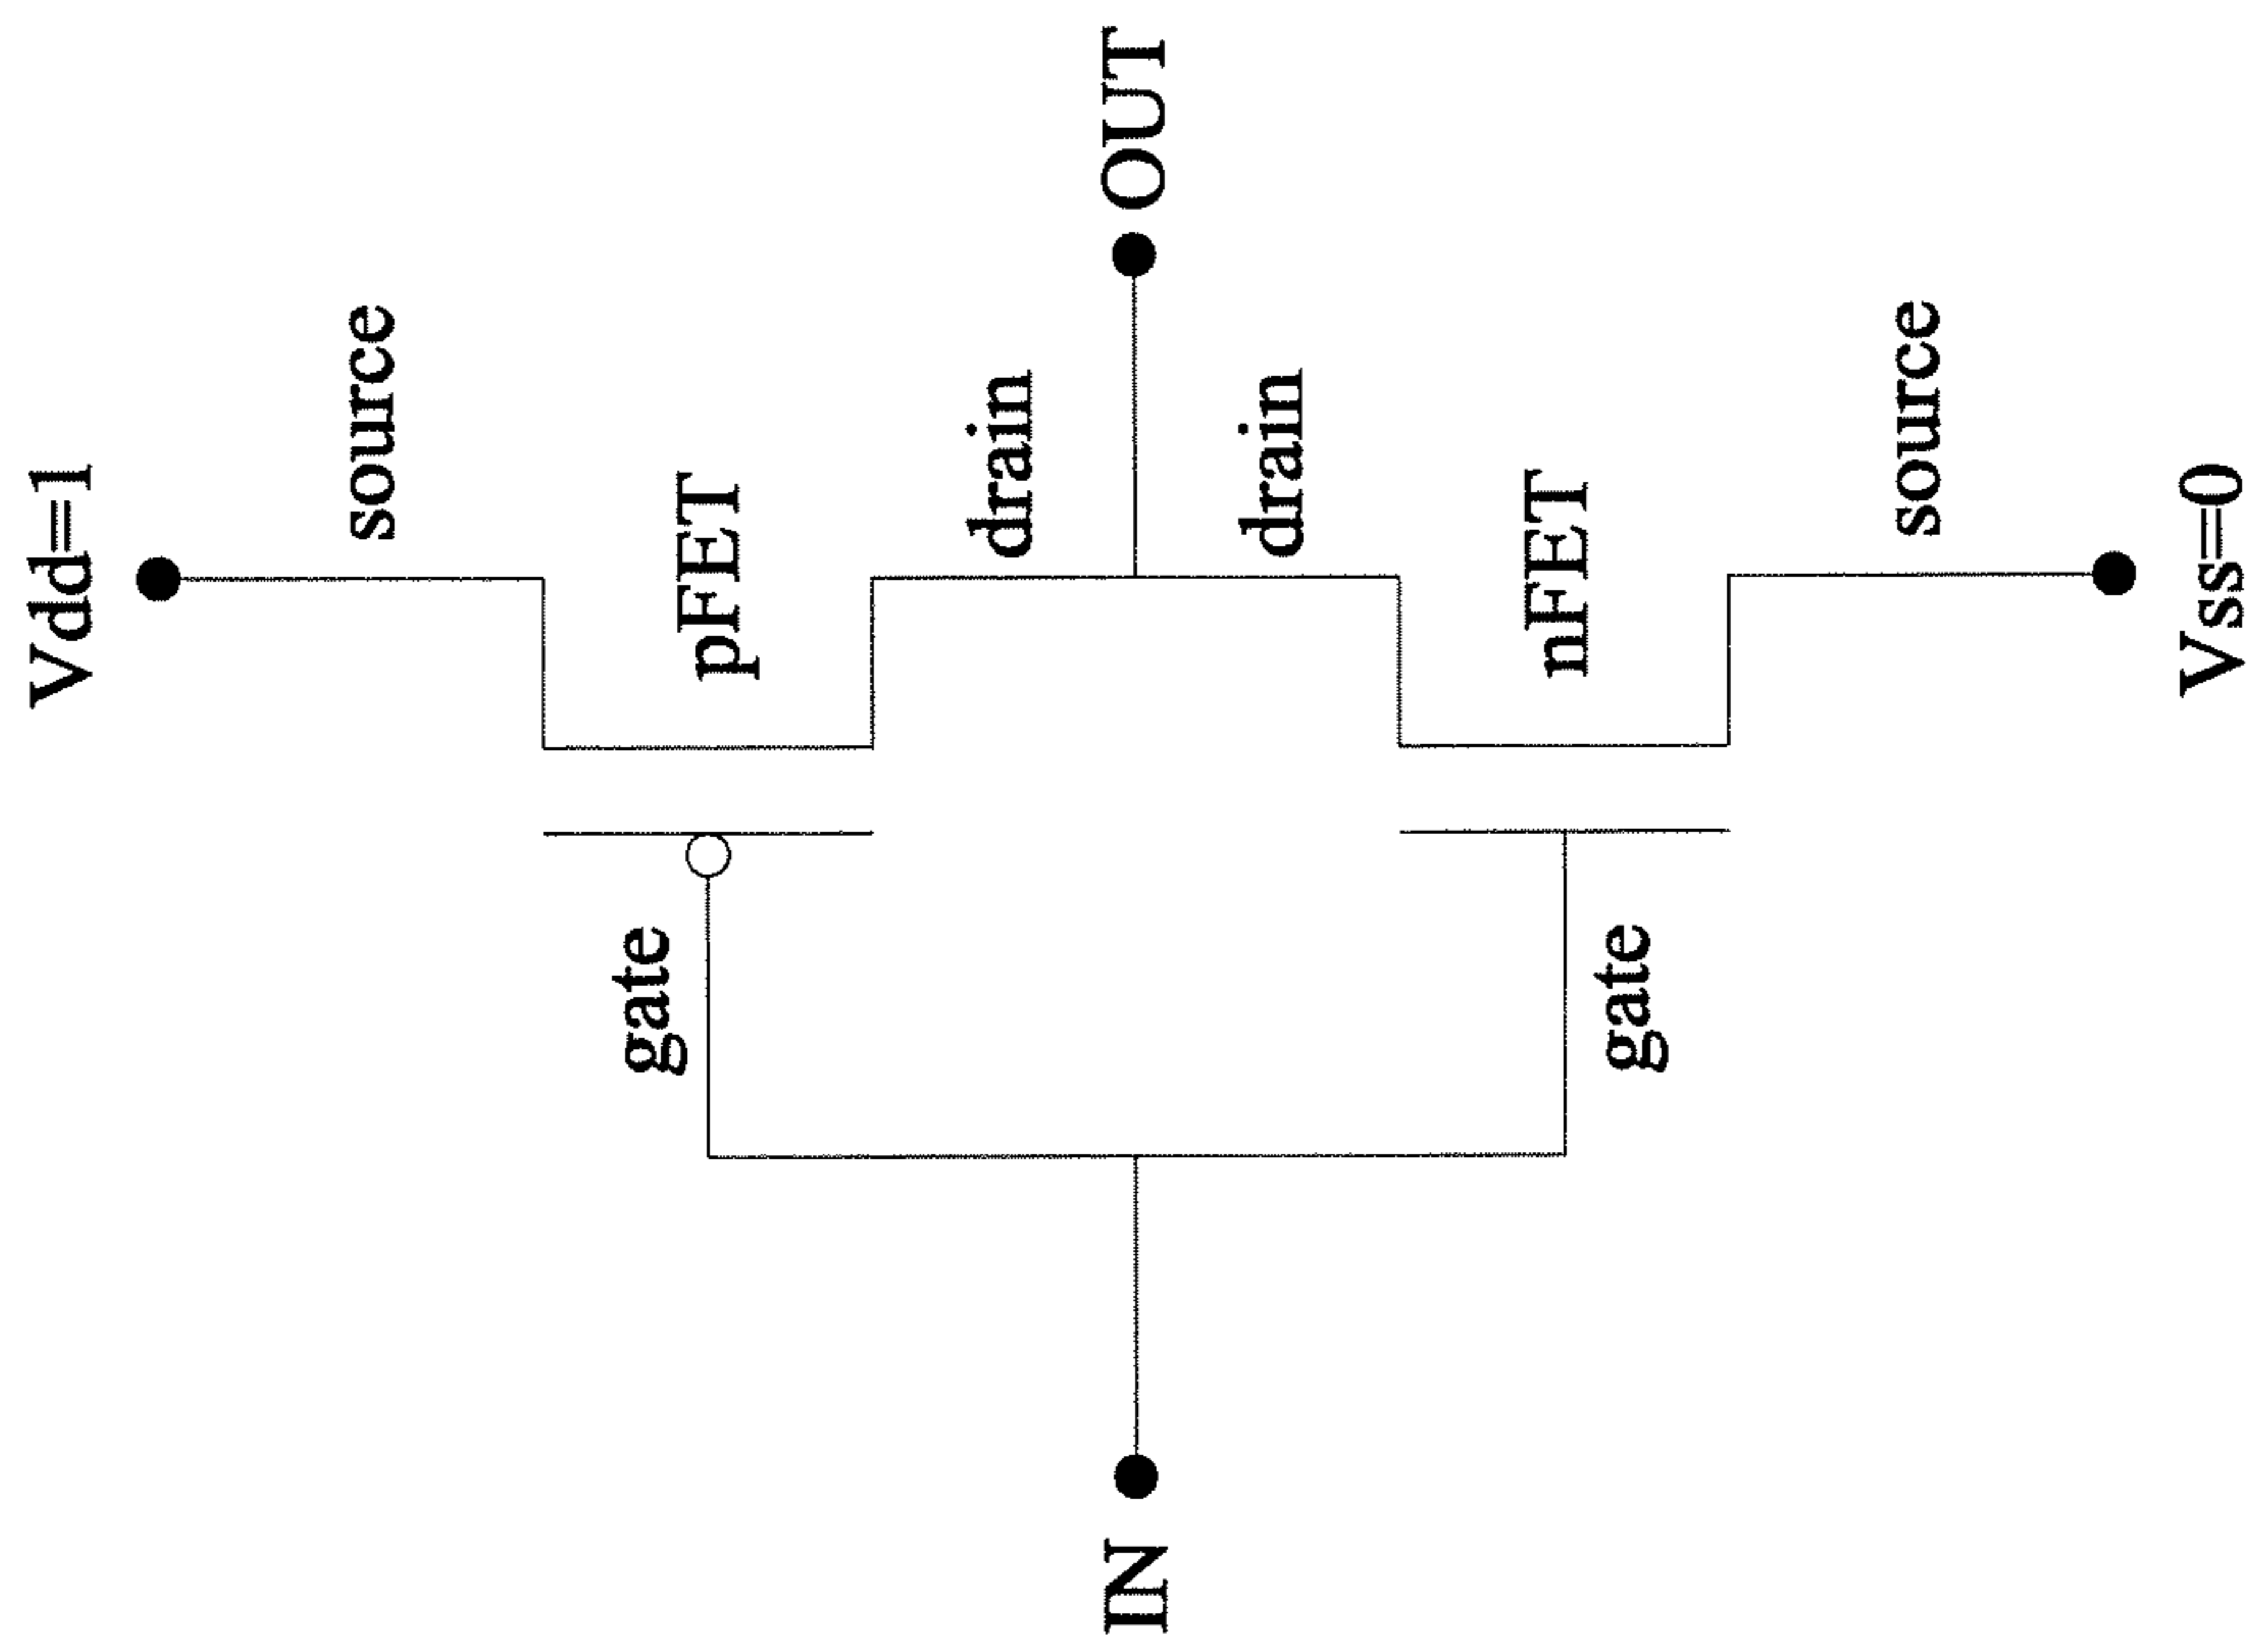 Vdd=1
source
gate
pFET
drain
IN
OUT
drain
gate
nFET
source
Vss=0